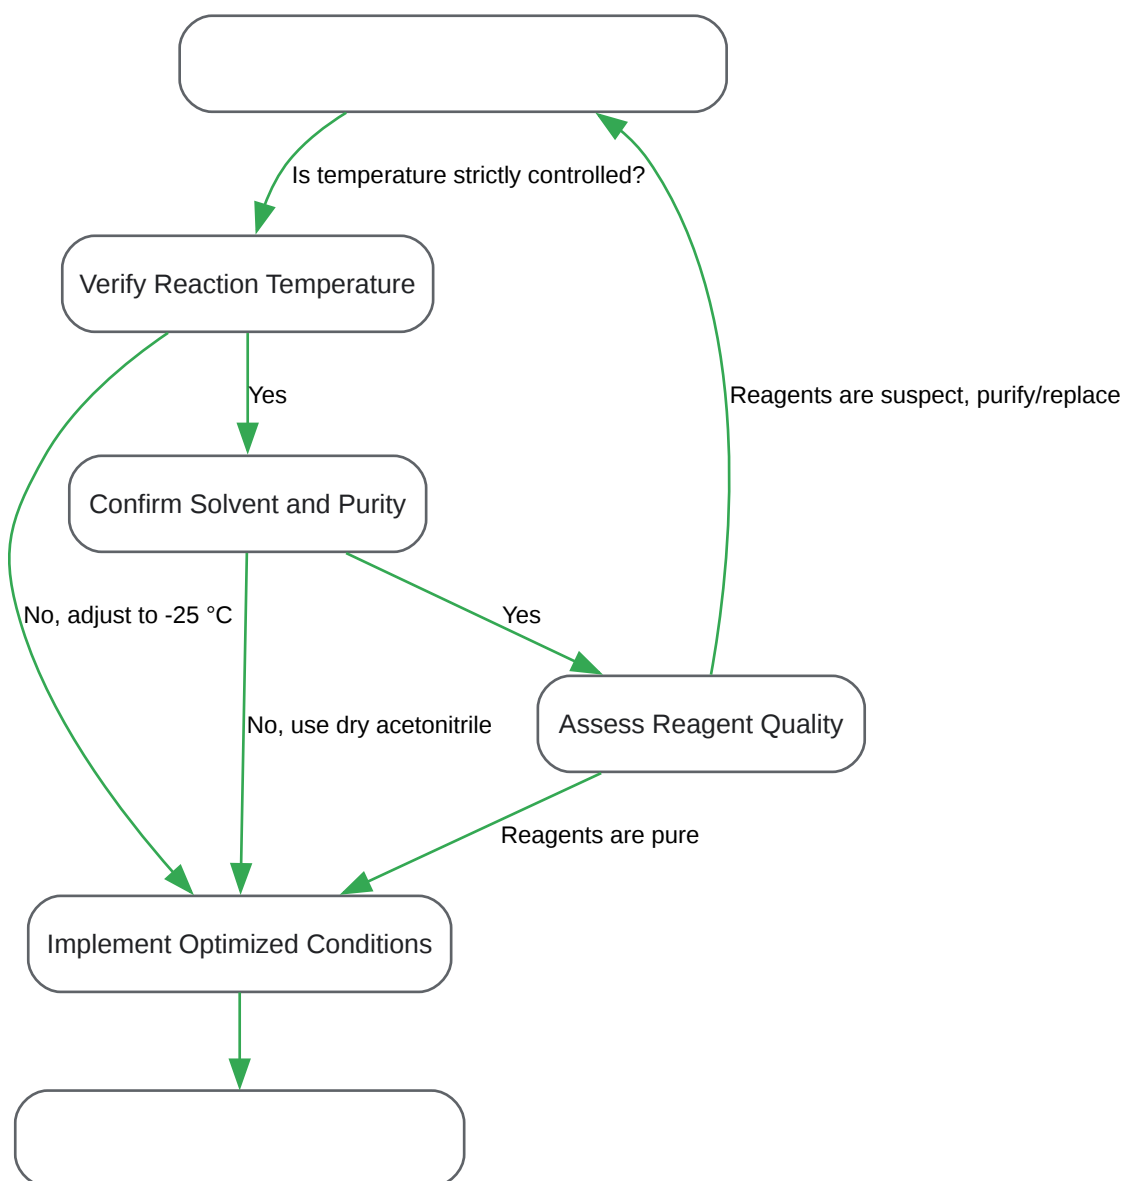 Is temperature strictly controlled?
Verify Reaction Temperature
Yes
Reagents are suspect, purify/replace
Confirm Solvent and Purity
No, adjust to -25 °C
Yes
No, use dry acetonitrile
Assess Reagent Quality
Reagents are pure
Implement Optimized Conditions